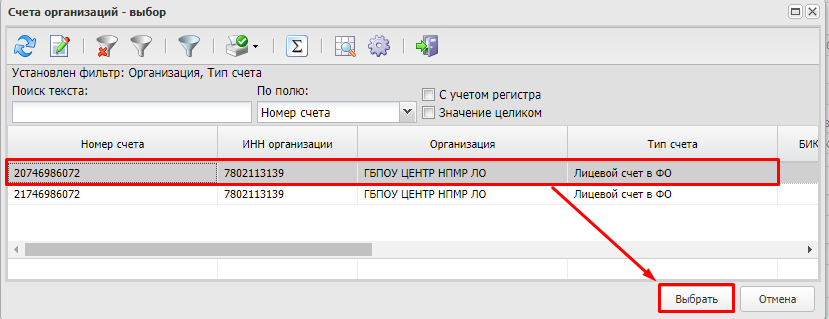 Счета организаций - выбор
Установлен фильтр: Организация, Тип счета
Поиск текста: По полю: С учетом регистра
Номер счета Значение целиком
Номер счета ИНН организации Организация Тип счета БИК
20746986072 7802113139 ГБПОУ ЦЕНТР НПМР ЛО Лицевой счет в ФО
21746986072 7802113139 ГБПОУ ЦЕНТР НПМР ЛО Лицевой счет в ФО
Выбрать Отмена